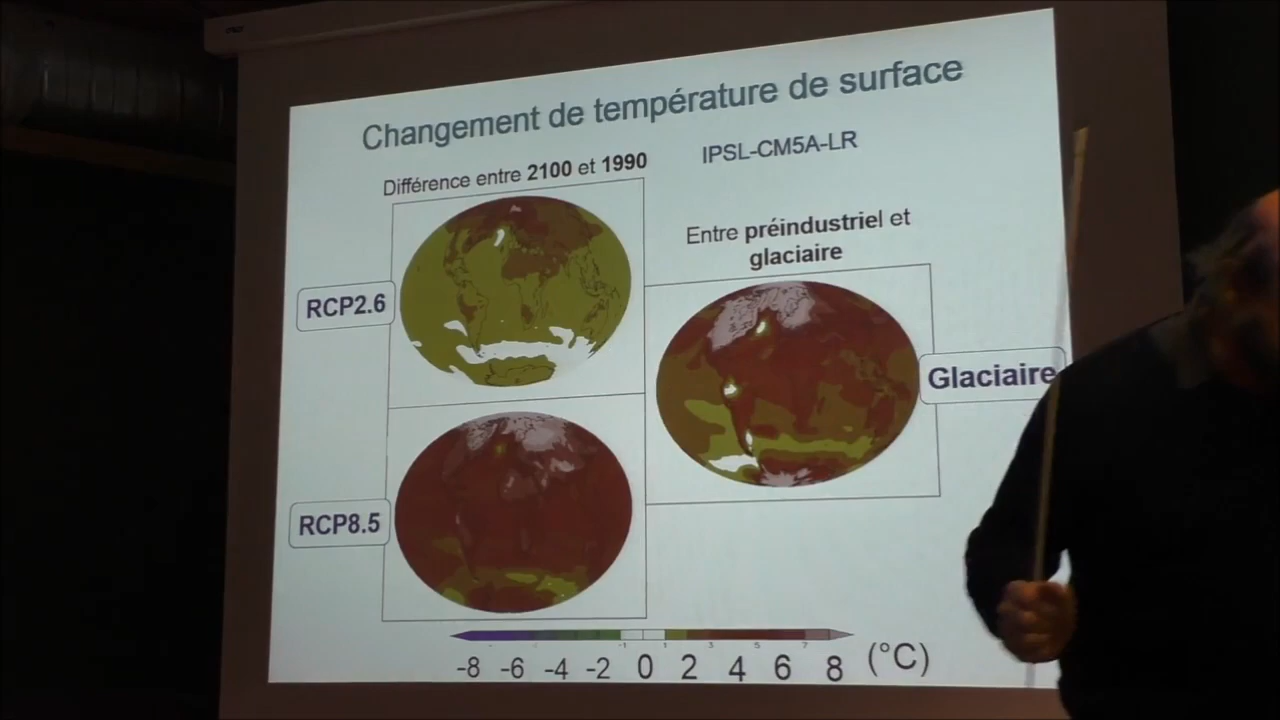 Changement de température de surface
Différence entre 2100 et 1990
IPSL-CM5A-LR
Entre préindustriel et
glaciaire
RCP2.6
Glaciaire
RCP8.5
-8 -6 -4 -2 0 2 4 6 8 (°C)